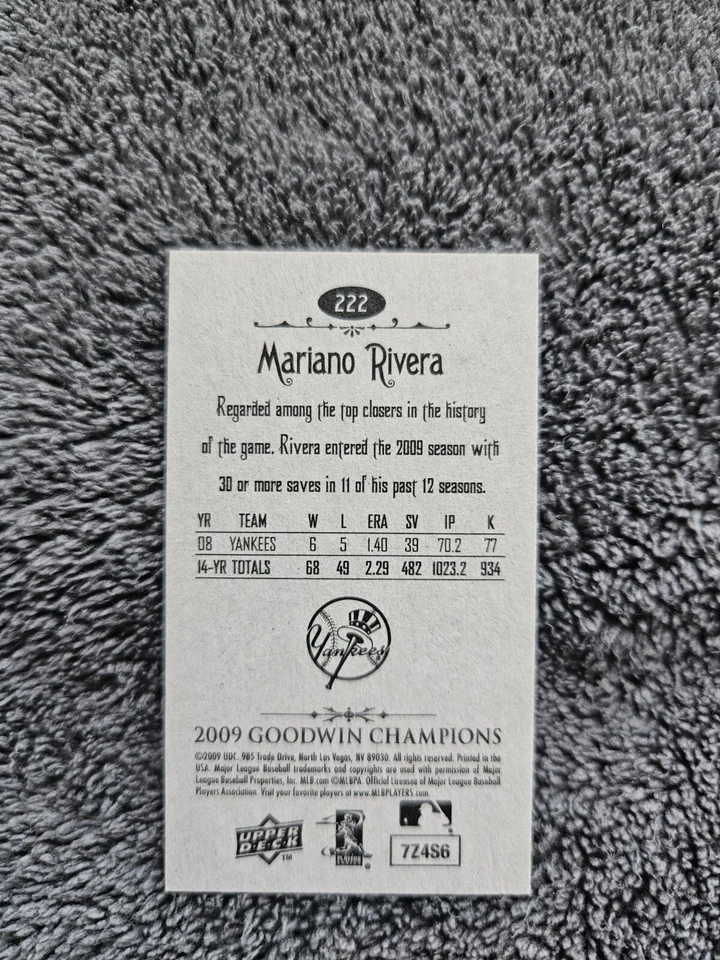 222
Mariano Rivera
Regarded among the top closers in the history
of the game. Rivera entered the 2009 season with
30 or more saves in 11 of his past 12 seasons.
YR TEAM W L ERA SV IP K
08 YANKEES 6 5 1.40 39 70.2 77
14-YR TOTALS 68 49 2.29 482 1023.2 934
Yankees
2009 GOODWIN CHAMPIONS
©2009 UDC. 985 Trade Drive, North Las Vegas, NV 89030. All rights reserved. Printed in the
USA. Major League Baseball trademarks and copyrights are used with permission of Major
League Baseball Properties, Inc. MLB.com ©MLBPA. Official Licensee of Major League Baseball
Players Association. Visit your favorite players at www.MLBPLAYERS.com.
UPPER
DECK TM
PLAYERS
7Z4S6